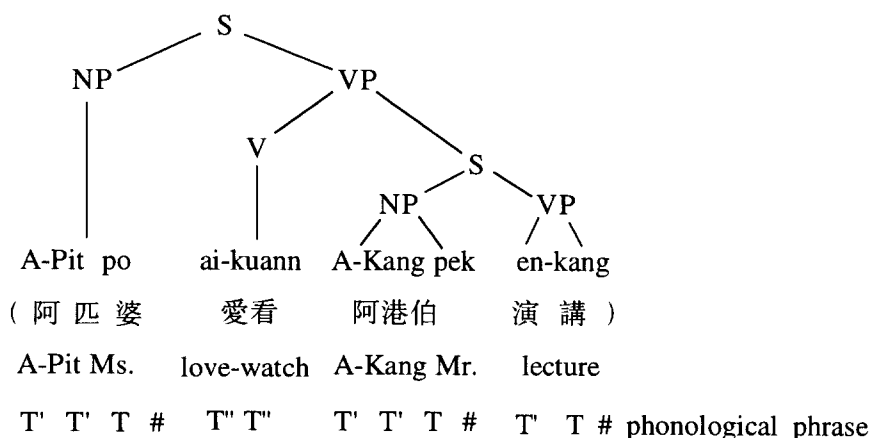 S
NP VP
V
S
NP VP
A-Pit po ai-kuann A-Kang pek en-kang
( 阿 匹 婆 愛看 阿港伯 演 講 )
A-Pit Ms. love-watch A-Kang Mr. lecture
T' T' T # T" T" T' T' T # T' T # phonological phrase